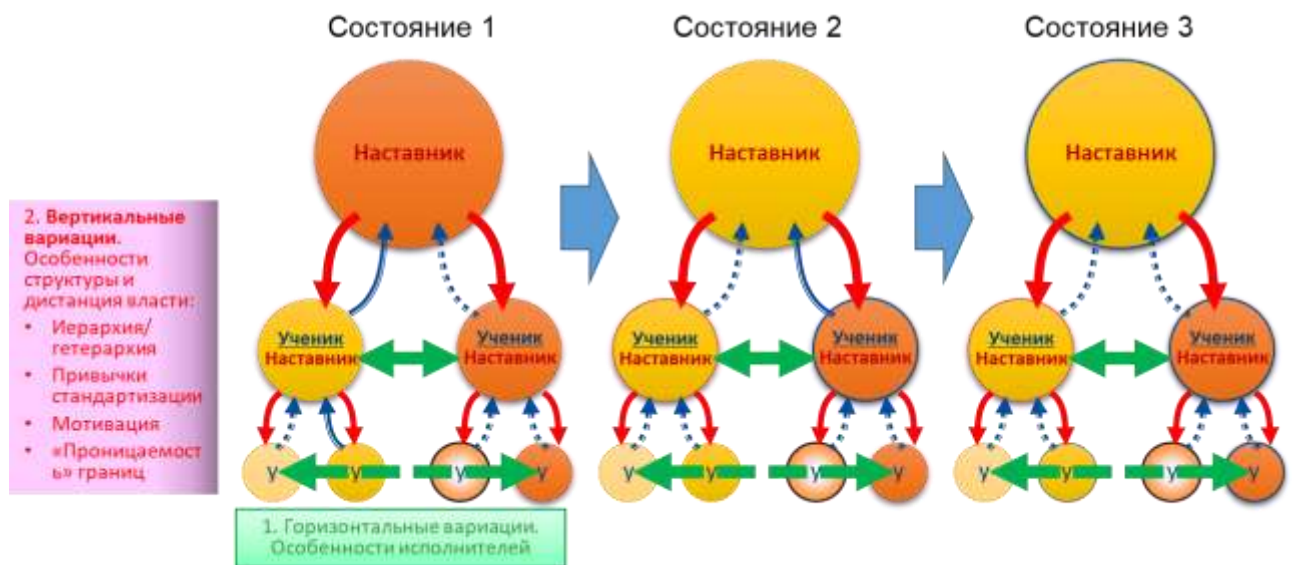 Состояние 1
Состояние 2
Состояние 3
Наставник
Наставник
Наставник
2. Вертикальные
вариации.
Особенности
структуры и
дистанция власти:
• Иерархия/
гетерархия
• Привычки
стандартизации
• Мотивация
• «Проницаемост
ь» границ
Ученик
Наставник
Ученик
Наставник
Ученик
Наставник
Ученик
Наставник
Ученик
Наставник
Ученик
Наставник
у
у
у
у
у
у
у
у
у
у
у
у
1. Горизонтальные вариации.
Особенности исполнителей